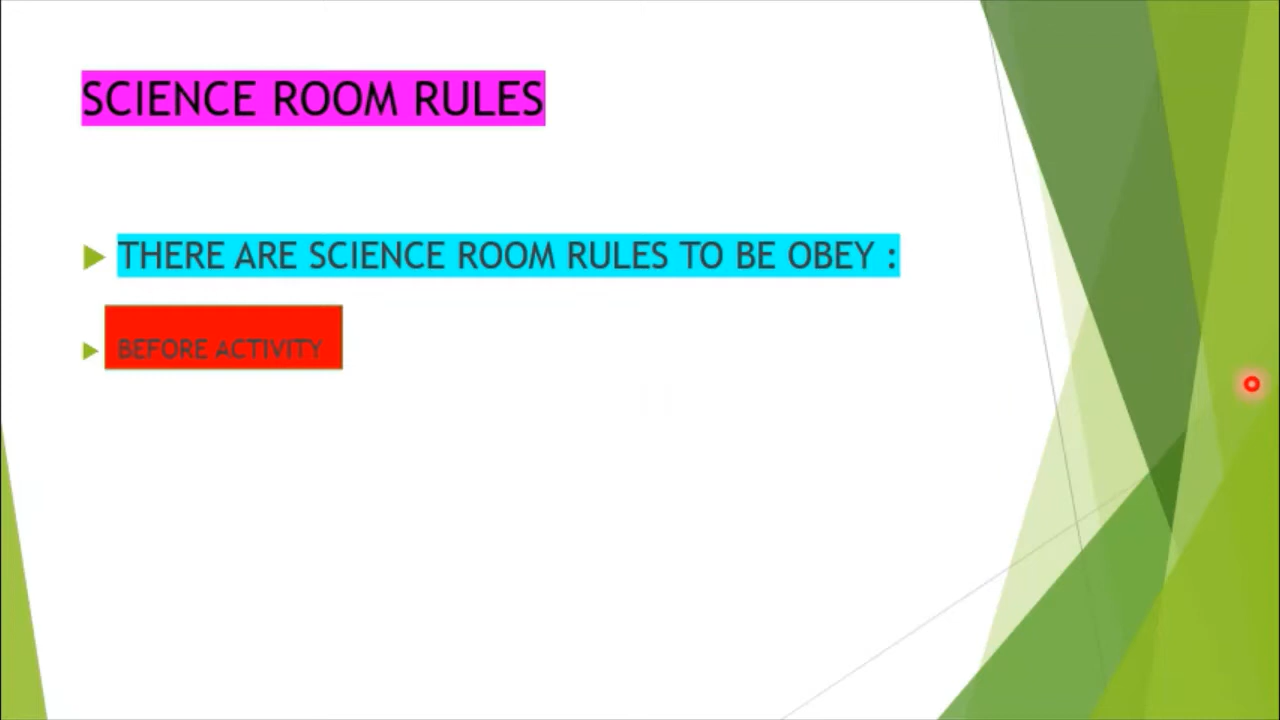 SCIENCE ROOM RULES
THERE ARE SCIENCE ROOM RULES TO BE OBEY :
BEFORE ACTIVITY